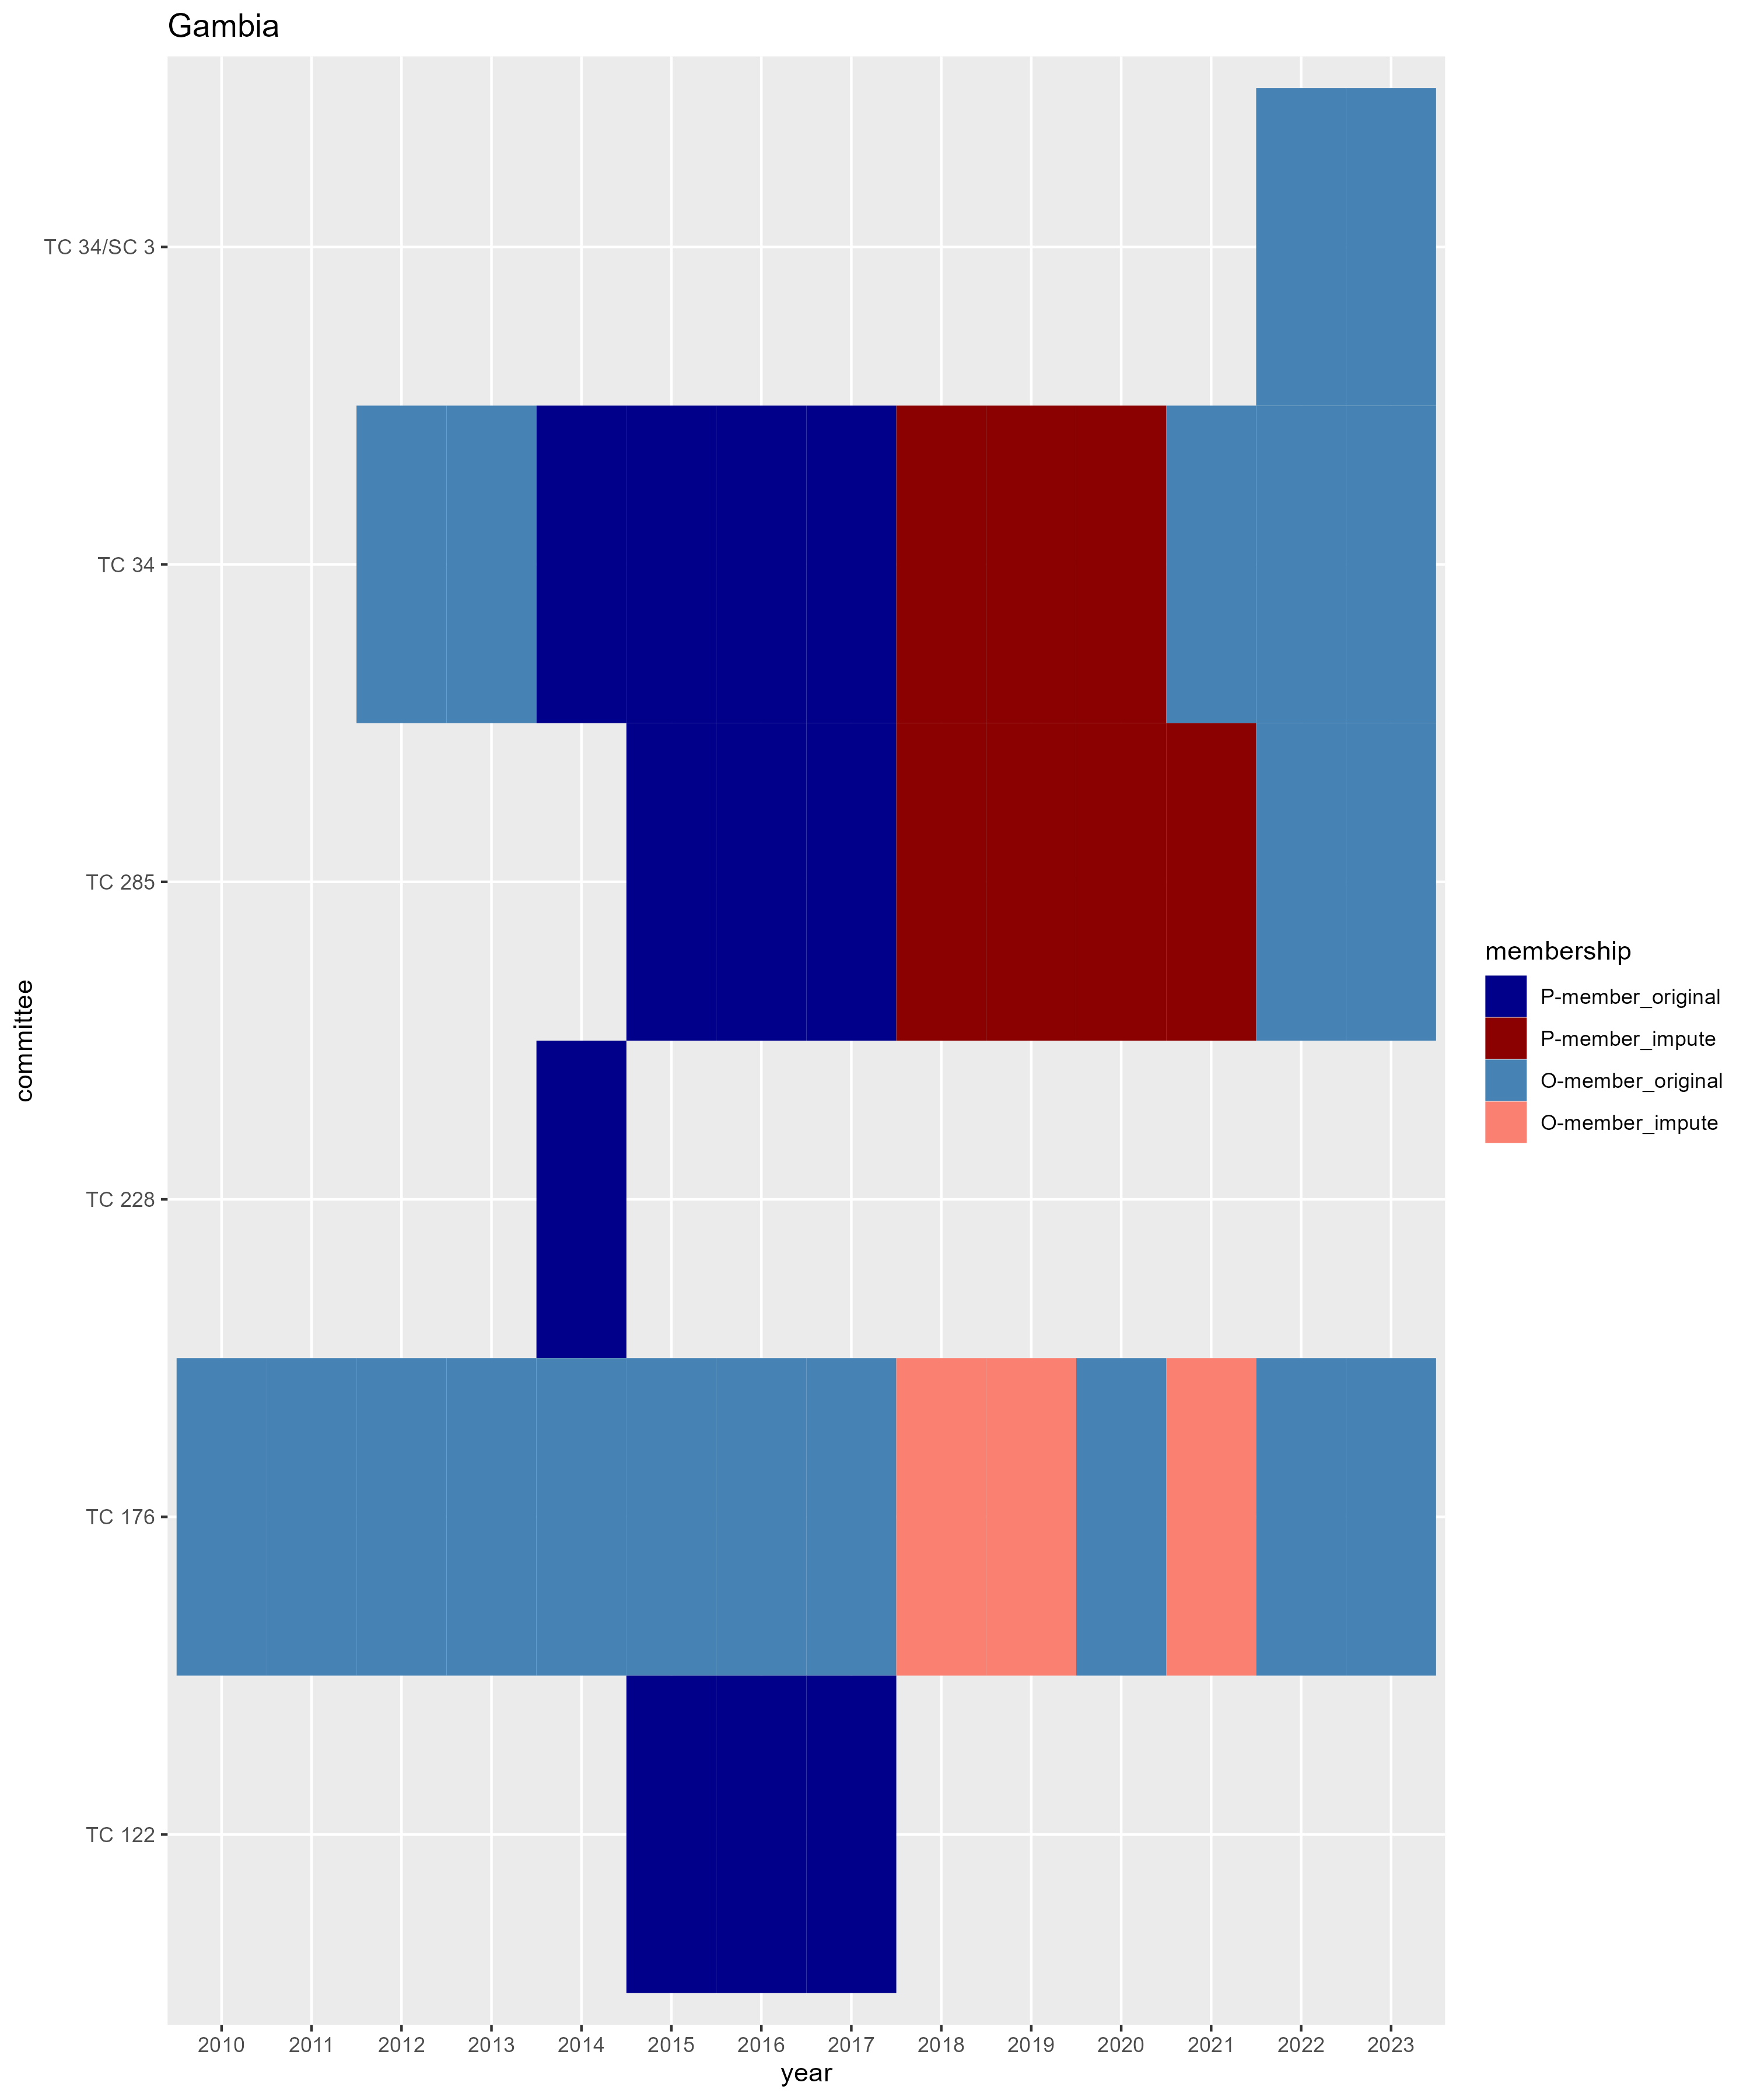 Gambia
TC 34/SC 3
TC 34
TC 285
TC 228
TC 176
TC 122
committee
2010 2011 2012 2013 2014 2015 2016 2017 2018 2019 2020 2021 2022 2023
year
membership
P-member_original
P-member_impute
O-member_original
O-member_impute